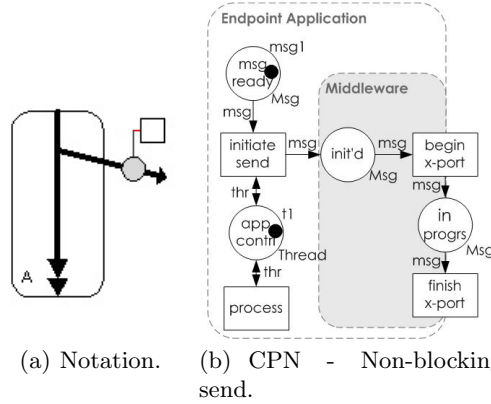 Endpoint Application
msg1
msg
ready
Msg
msg
Middleware
initiate
send
msg
init'd
msg
begin
x-port
Msg
msg
thr
t1
app
contrl
Thread
in
progrs
Msg
thr
msg
process
finish
x-port
A
(a) Notation.
(b) CPN - Non-blockin
send.